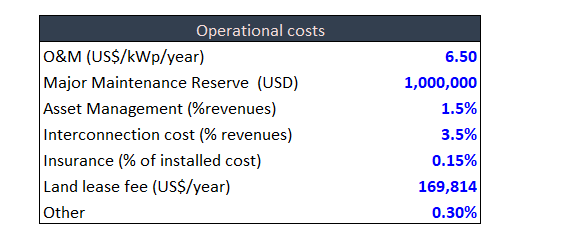 Operational costs
O&M (US$/kWp/year) 6.50
Major Maintenance Reserve (USD) 1,000,000
Asset Management (%revenues) 1.5%
Interconnection cost (% revenues) 3.5%
Insurance (% of installed cost) 0.15%
Land lease fee (US$/year) 169,814
Other 0.30%